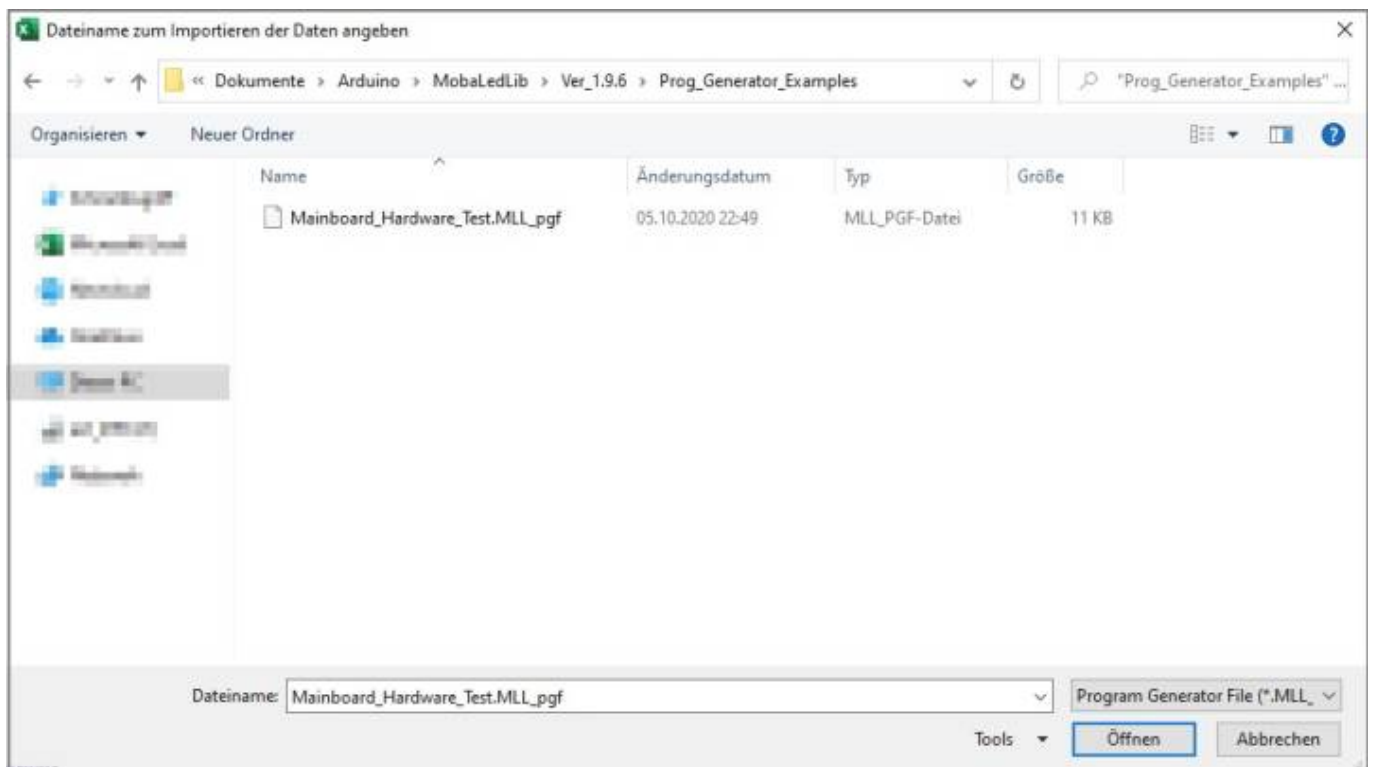 Dateiname zum Importieren der Daten angeben
« Dokumente > Arduino > MobaLedLib > Ver_1.9.6 > Prog_Generator_Examples
"Prog_Generator_Examples" ...
Organisieren Neuer Ordner
Name Änderungsdatum Typ Größe
Mainboard_Hardware_Test.MLL_pgf 05.10.2020 22:49 MLL_PGF-Datei 11 KB
Dateiname: Mainboard_Hardware_Test.MLL_pgf Program Generator File (*.MLL_
Tools Öffnen Abbrechen